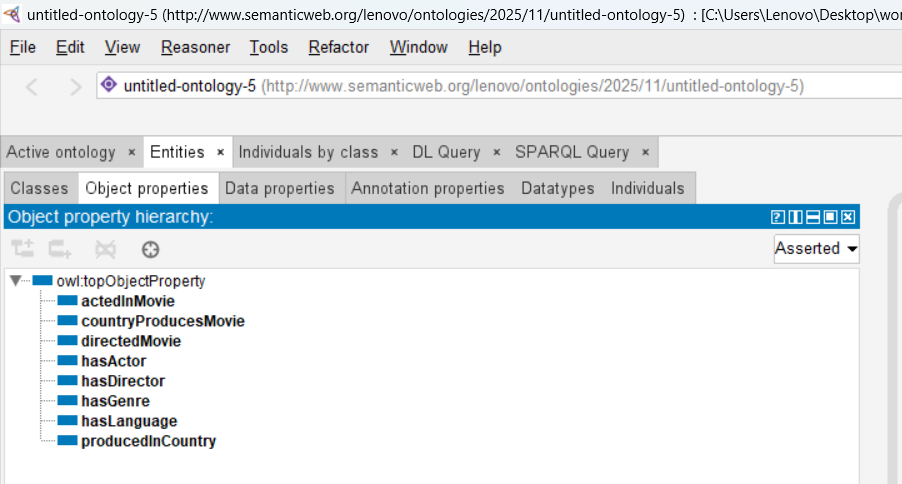 untitled-ontology-5 (http://www.semanticweb.org/lenovo/ontologies/2025/11/untitled-ontology-5) : [C:\Users\Lenovo\Desktop\wor
File Edit View Reasoner Tools Refactor Window Help
untitled-ontology-5 (http://www.semanticweb.org/lenovo/ontologies/2025/11/untitled-ontology-5)
Active ontology × Entities × Individuals by class × DL Query × SPARQL Query ×
Classes Object properties Data properties Annotation properties Datatypes Individuals
Object property hierarchy:
Asserted
owl:topObjectProperty
actedInMovie
countryProducesMovie
directedMovie
hasActor
hasDirector
hasGenre
hasLanguage
producedInCountry